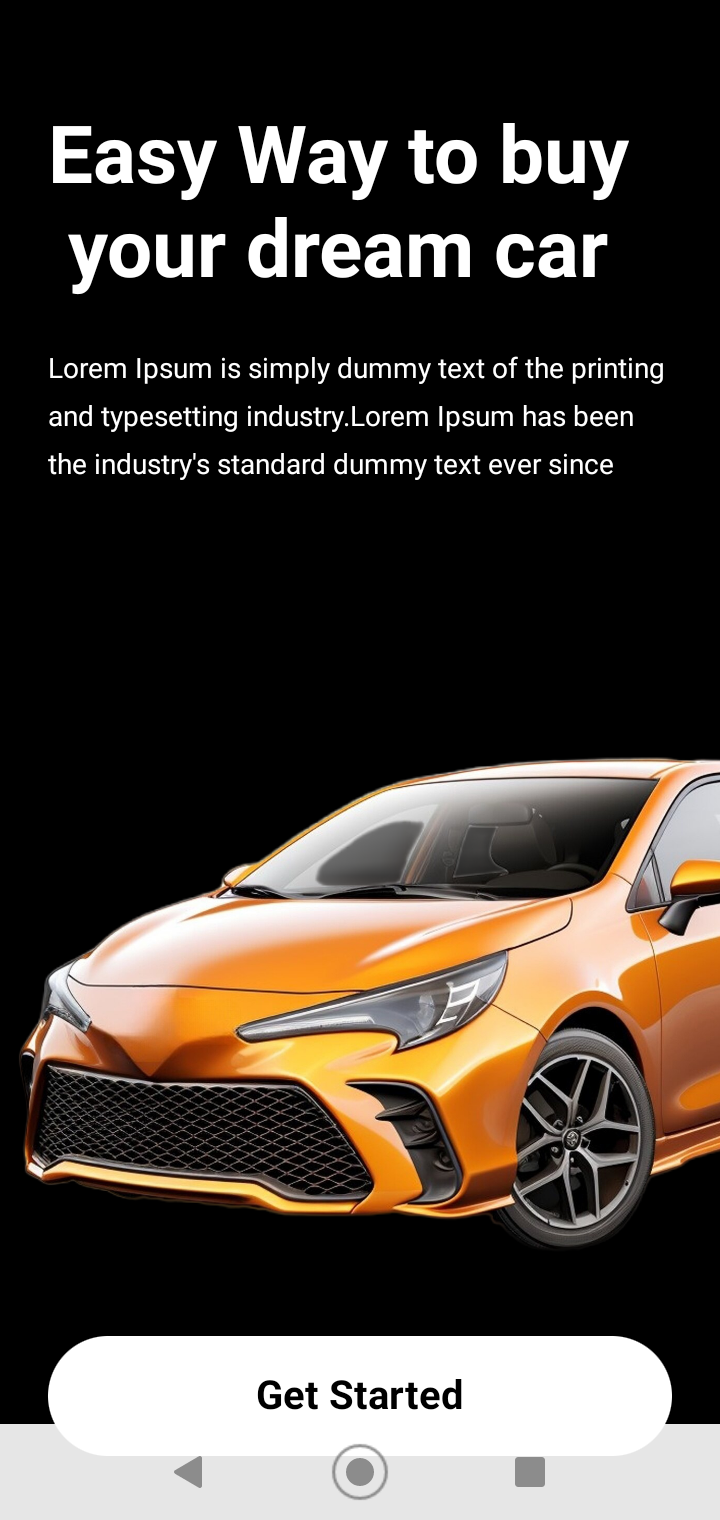 Easy Way to buy
your dream car
Lorem Ipsum is simply dummy text of the printing
and typesetting industry.Lorem Ipsum has been
the industry's standard dummy text ever since
Get Started